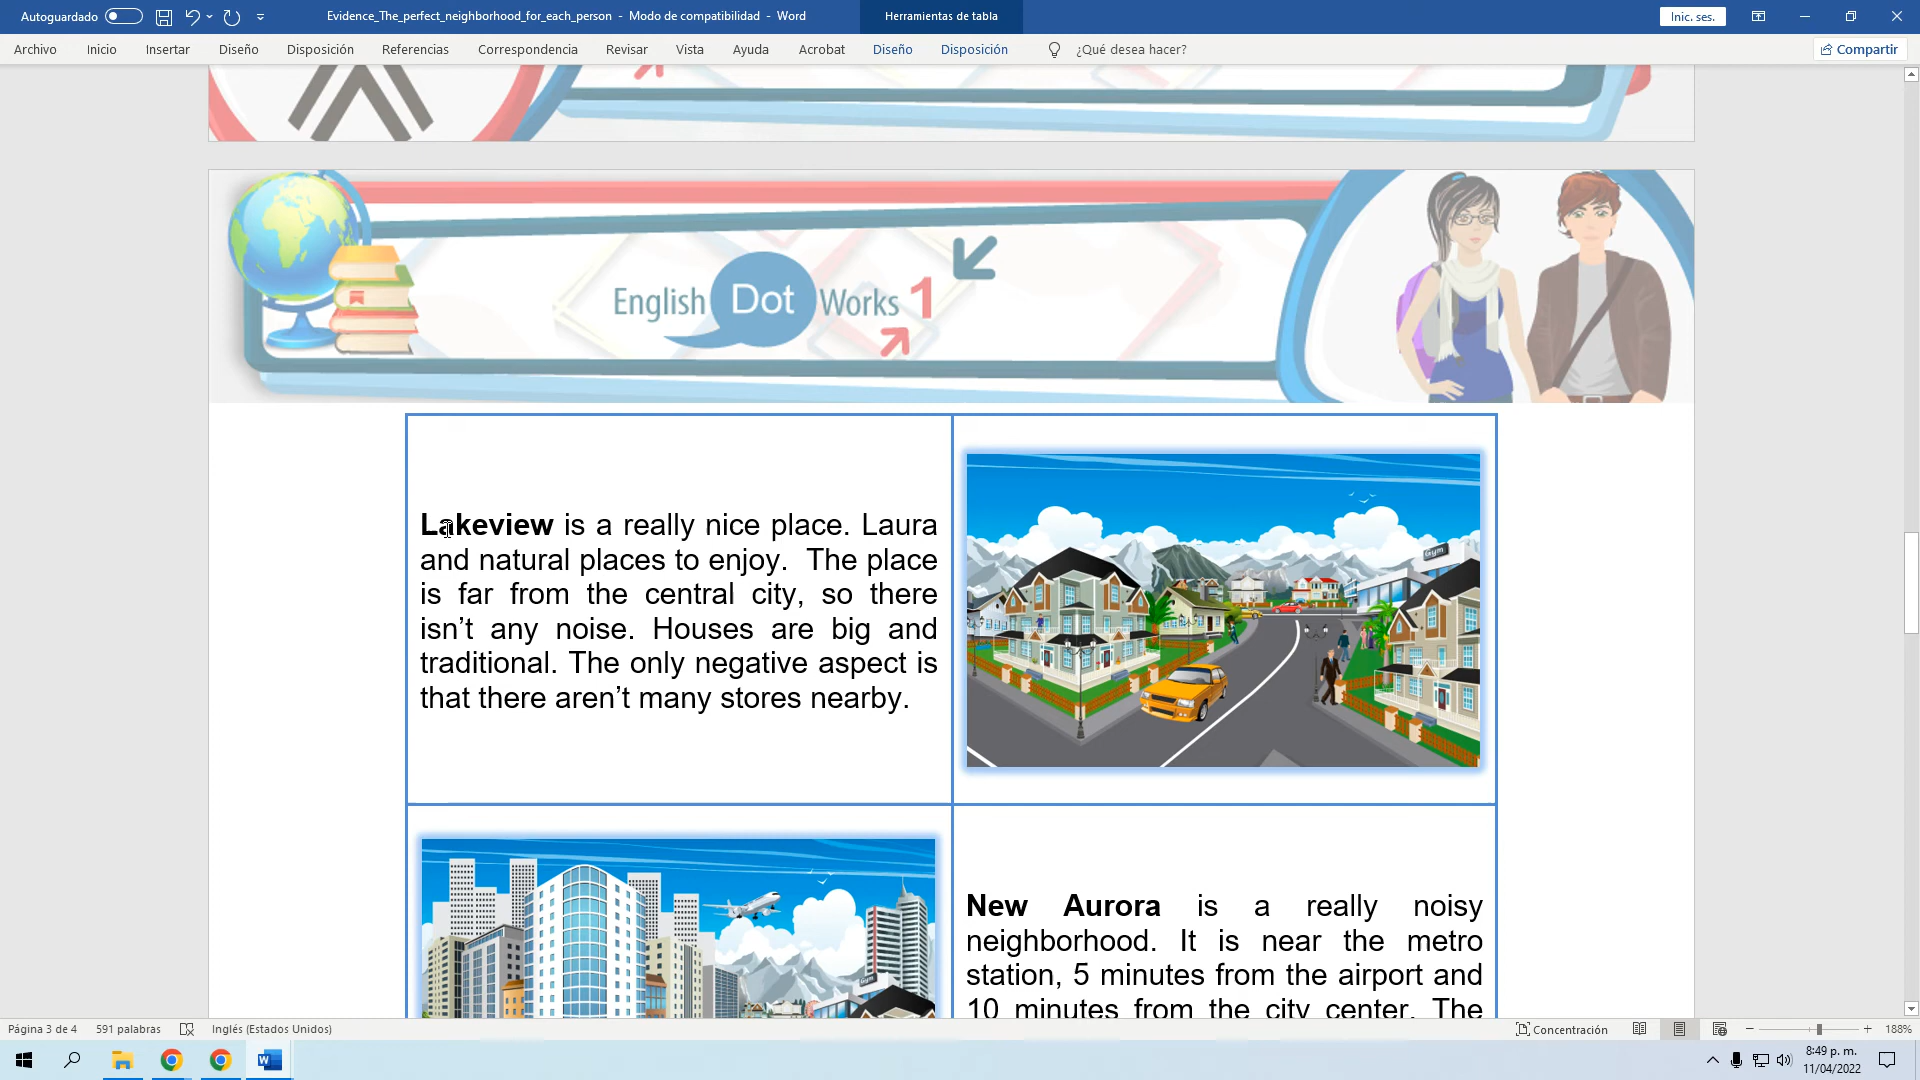 Autoguardado
Evidence_The_perfect_neighborhood_for_each_person - Modo de compatibilidad - Word
Herramientas de tabla
Inic. ses.
Archivo Inicio Insertar Diseño Disposición Referencias Correspondencia Revisar Vista Ayuda Acrobat Diseño Disposición ¿Qué desea hacer? Compartir
English Dot Works 1
Lakeview is a really nice place. Laura
and natural places to enjoy. The place
is far from the central city, so there
isn't any noise. Houses are big and
traditional. The only negative aspect is
that there aren't many stores nearby.
Gym
New Aurora is a really noisy
neighborhood. It is near the metro
station, 5 minutes from the airport and
10 minutes from the city center. The
Gym
Página 3 de 4 591 palabras Inglés (Estados Unidos) Concentración 188%
8:49 p. m.
11/04/2022